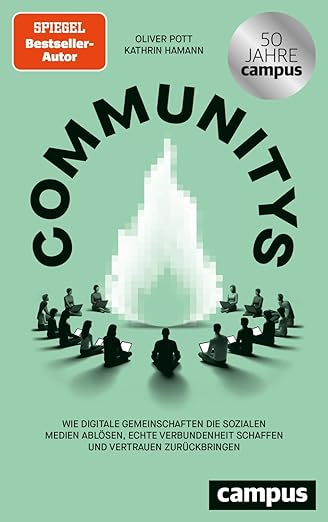 SPIEGEL
Bestseller-
Autor
OLIVER POTT
KATHRIN HAMANN
50
JAHRE
campus
COMMUNITYS
WIE DIGITALE GEMEINSCHAFTEN DIE SOZIALEN
MEDIEN ABLÖSEN, ECHTE VERBUNDENHEIT SCHAFFEN
UND VERTRAUEN ZURÜCKBRINGEN
campus